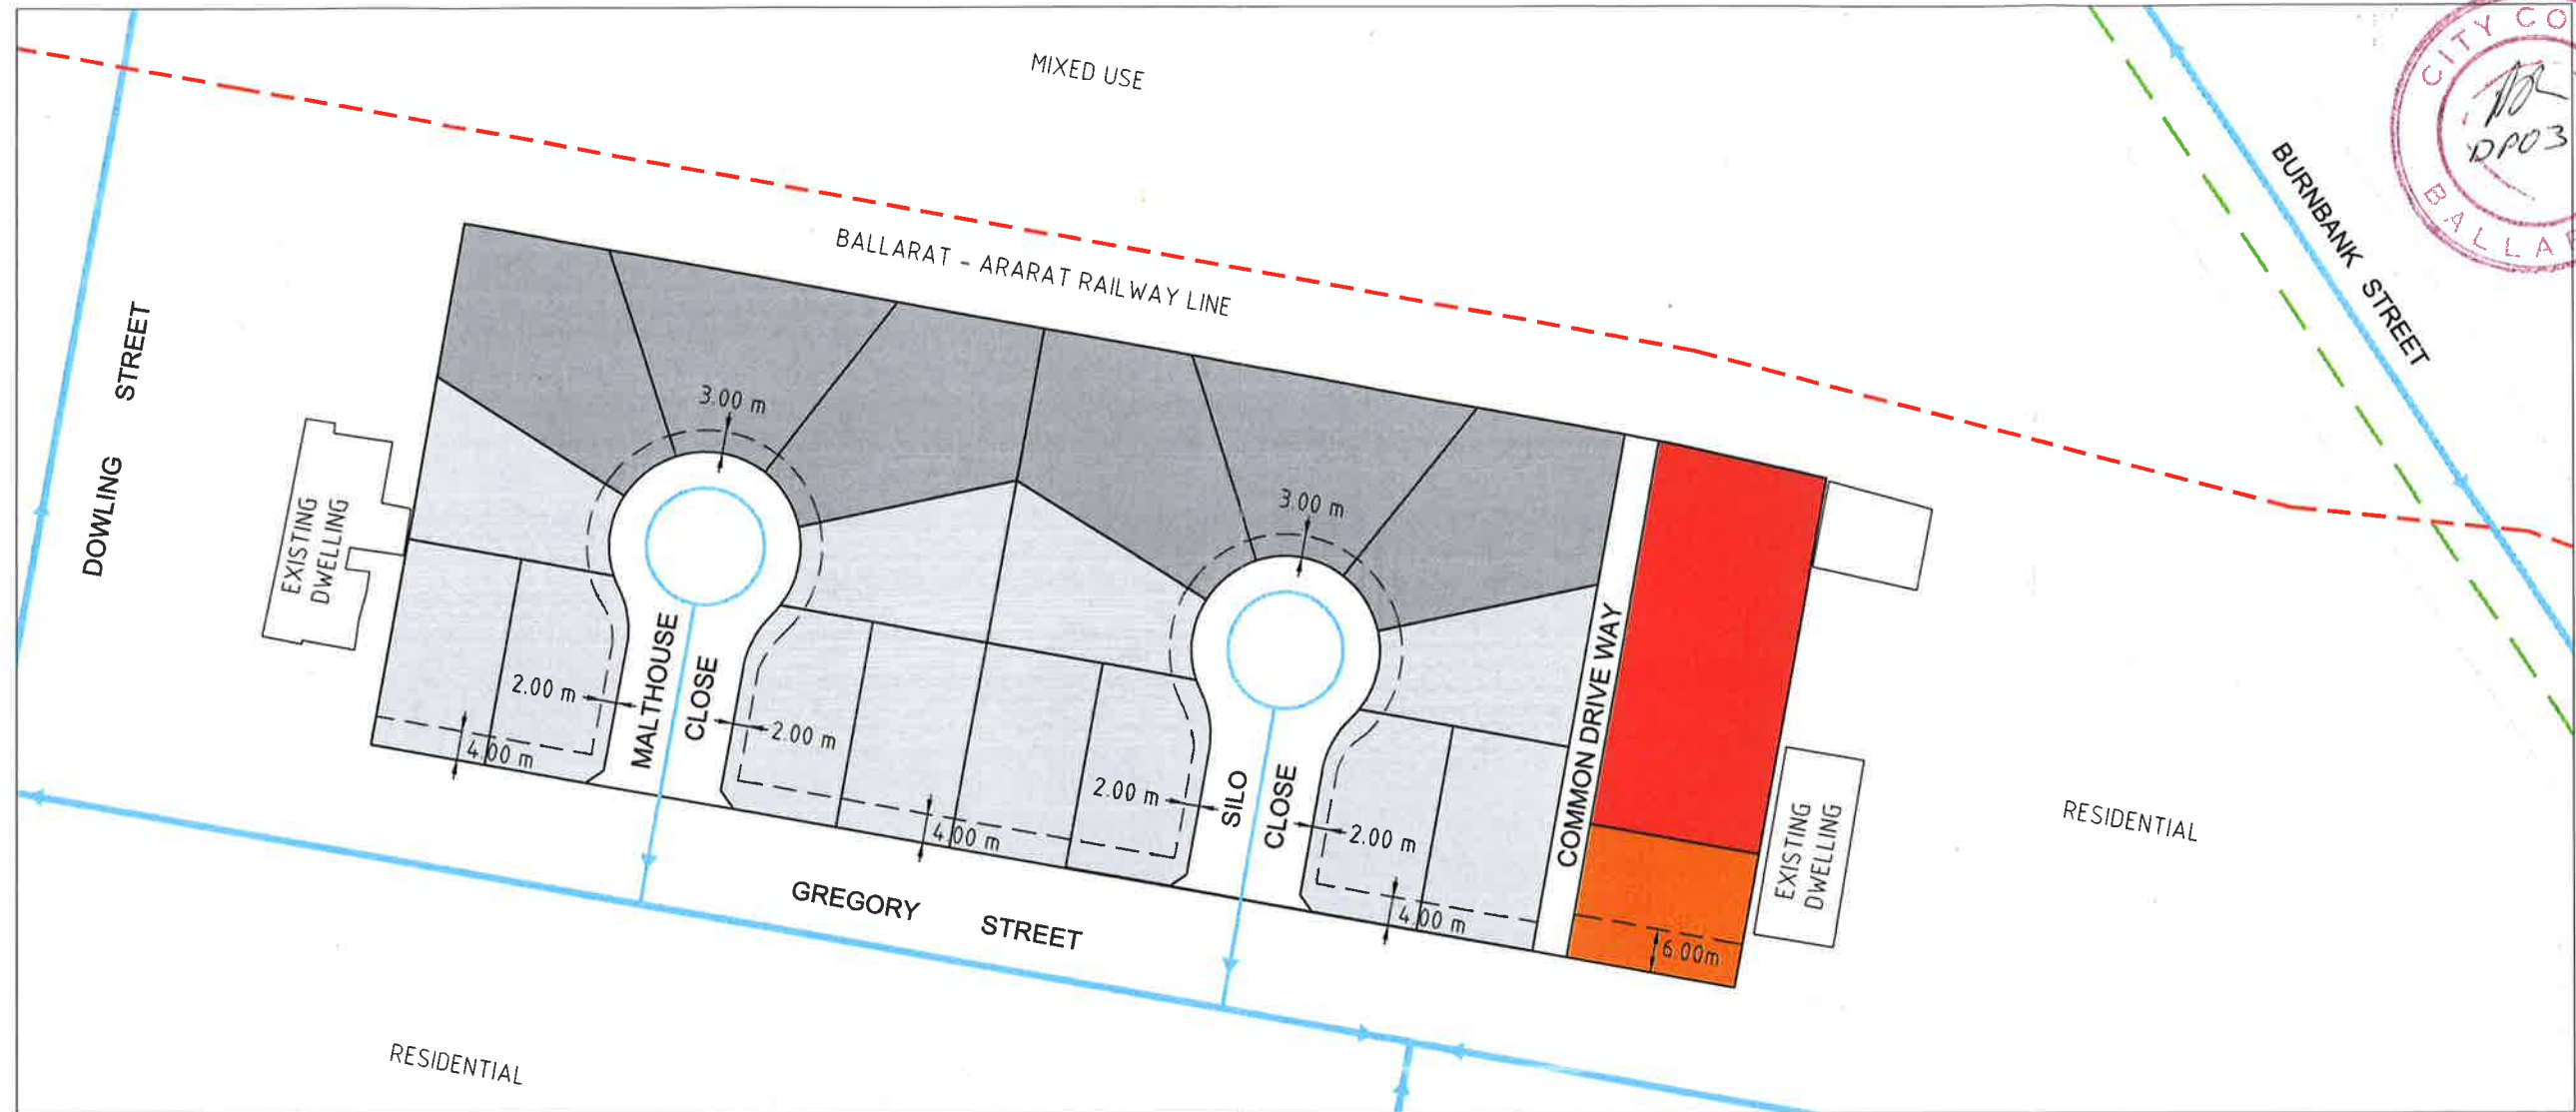 MIXED USE
CITY CO
DP03
BALLA
BURNBANK STREET
BALLARAT - ARARAT RAILWAY LINE
DOWLING STREET
3.00 m
3.00 m
EXISTING
DWELLING
MALTHOUSE
CLOSE
2.00 m
2.00 m
4.00 m
SILO
CLOSE
2.00 m
2.00 m
4.00 m
4.00 m
COMMON DRIVE WAY
6.00m
EXISTING
DWELLING
RESIDENTIAL
GREGORY STREET
RESIDENTIAL